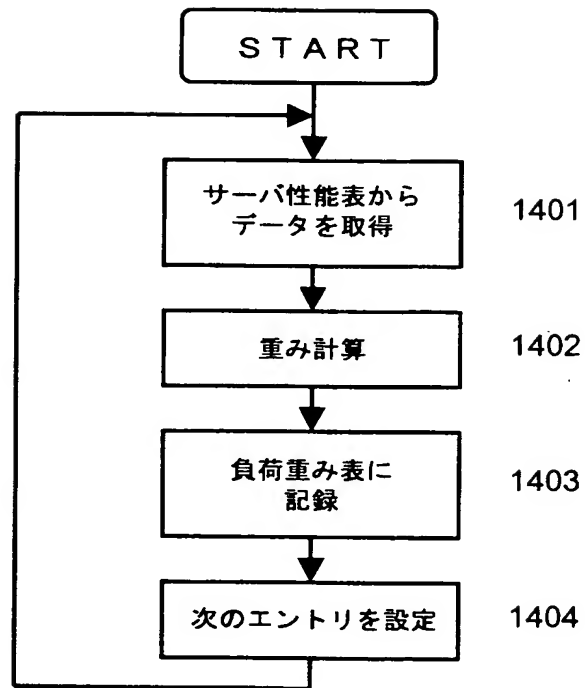 START
サーバ性能表から
データを取得
1401
重み計算
1402
負荷重み表に
記録
1403
次のエントリを設定
1404